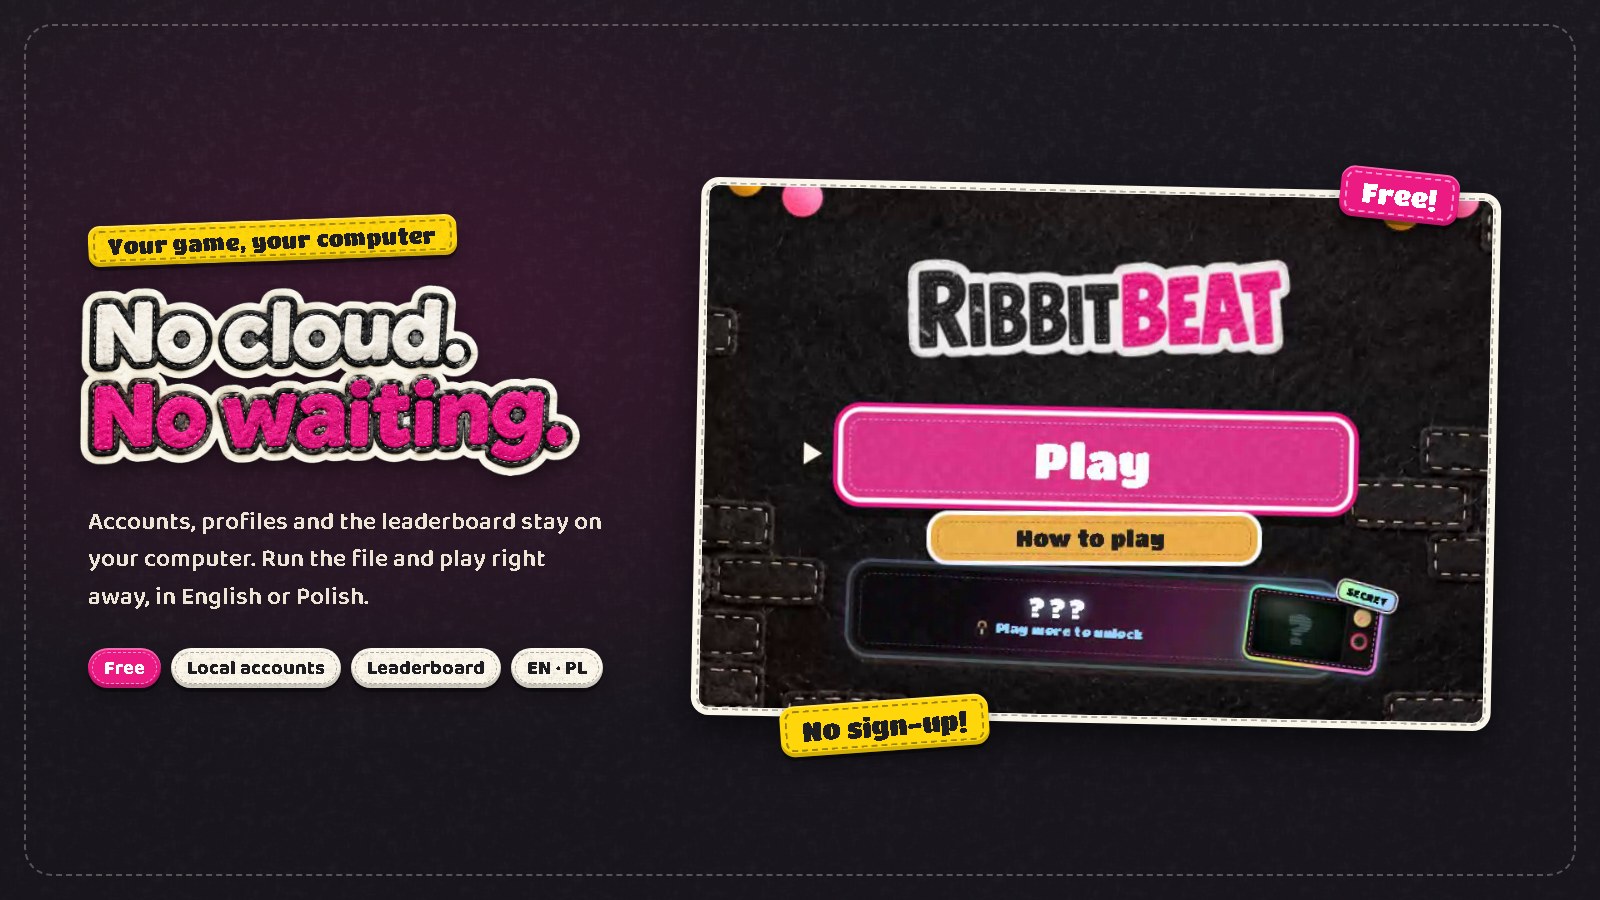 Your game, your computer
No cloud.
No waiting.
Accounts, profiles and the leaderboard stay on
your computer. Run the file and play right
away, in English or Polish.
Free
Local accounts
Leaderboard
EN · PL
Free!
RIBBITBEAT
Play
How to play
???
Play more to unlock
SECRET
?
No sign-up!